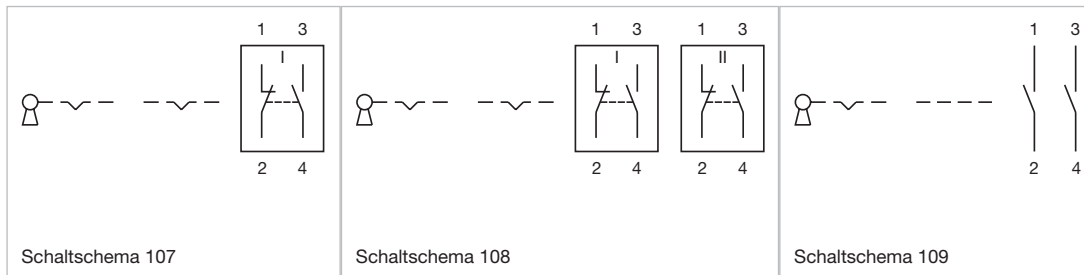 1 3
I
2 4
Schaltschema 107
1 3 1 3
I II
2 4 2 4
Schaltschema 108
1 3
2 4
Schaltschema 109